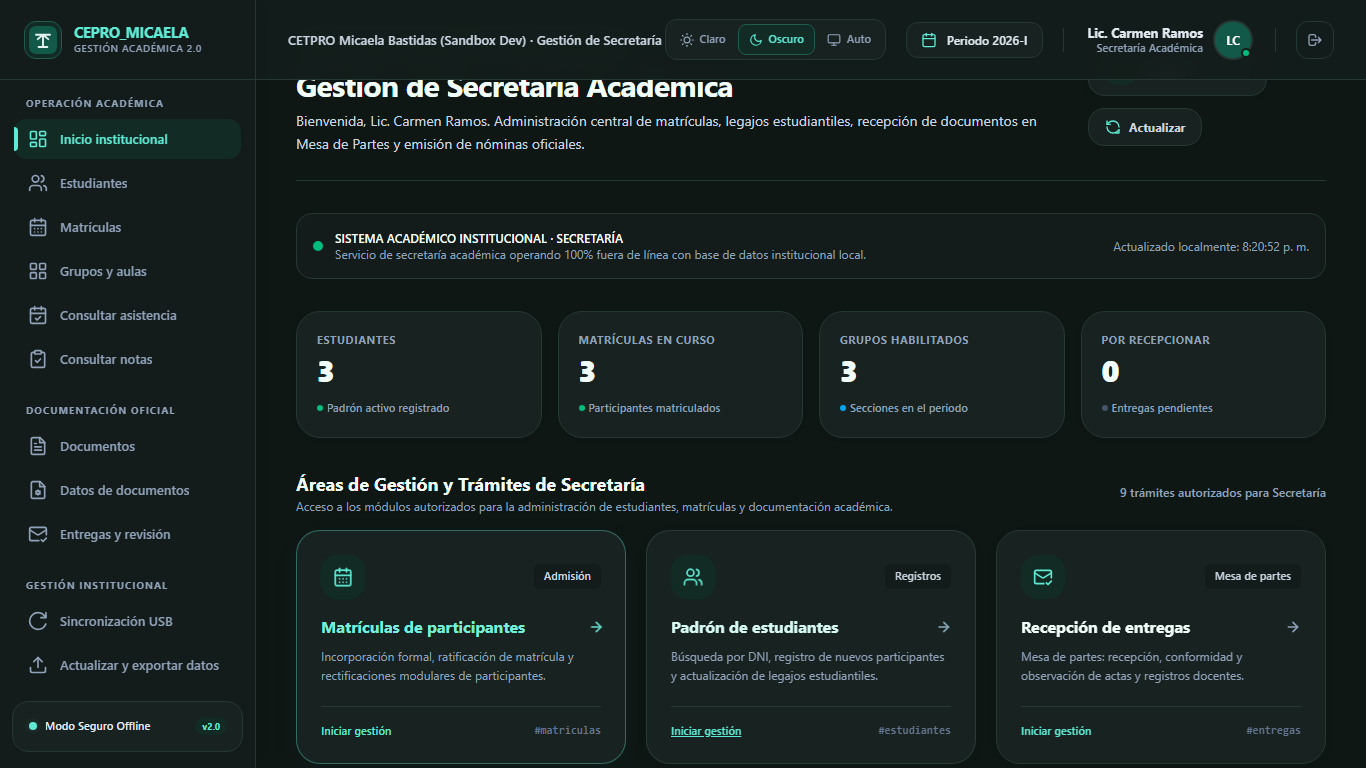 CEPRO_MICAELA
GESTIÓN ACADÉMICA 2.0
CETPRO Micaela Bastidas (Sandbox Dev) · Gestión de Secretaría
Claro
Oscuro
Auto
Periodo 2026-I
Lic. Carmen Ramos
Secretaría Académica
LC
OPERACIÓN ACADÉMICA
Inicio institucional
Estudiantes
Matrículas
Grupos y aulas
Consultar asistencia
Consultar notas
DOCUMENTACIÓN OFICIAL
Documentos
Datos de documentos
Entregas y revisión
GESTIÓN INSTITUCIONAL
Sincronización USB
Actualizar y exportar datos
Modo Seguro Offline
v2.0
Gestión de Secretaría Académica
Bienvenida, Lic. Carmen Ramos. Administración central de matrículas, legajos estudiantiles, recepción de documentos en
Mesa de Partes y emisión de nóminas oficiales.
Actualizar
SISTEMA ACADÉMICO INSTITUCIONAL · SECRETARÍA
Servicio de secretaría académica operando 100% fuera de línea con base de datos institucional local.
Actualizado localmente: 8:20:52 p. m.
ESTUDIANTES
3
Padrón activo registrado
MATRÍCULAS EN CURSO
3
Participantes matriculados
GRUPOS HABILITADOS
3
Secciones en el periodo
POR RECEPCIONAR
0
Entregas pendientes
Áreas de Gestión y Trámites de Secretaría
Acceso a los módulos autorizados para la administración de estudiantes, matrículas y documentación académica.
9 trámites autorizados para Secretaría
Admisión
Matrículas de participantes
Incorporación formal, ratificación de matrícula y
rectificaciones modulares de participantes.
Iniciar gestión
#matriculas
Registros
Padrón de estudiantes
Búsqueda por DNI, registro de nuevos participantes
y actualización de legajos estudiantiles.
Iniciar gestión
#estudiantes
Mesa de partes
Recepción de entregas
Mesa de partes: recepción, conformidad y
observación de actas y registros docentes.
Iniciar gestión
#entregas